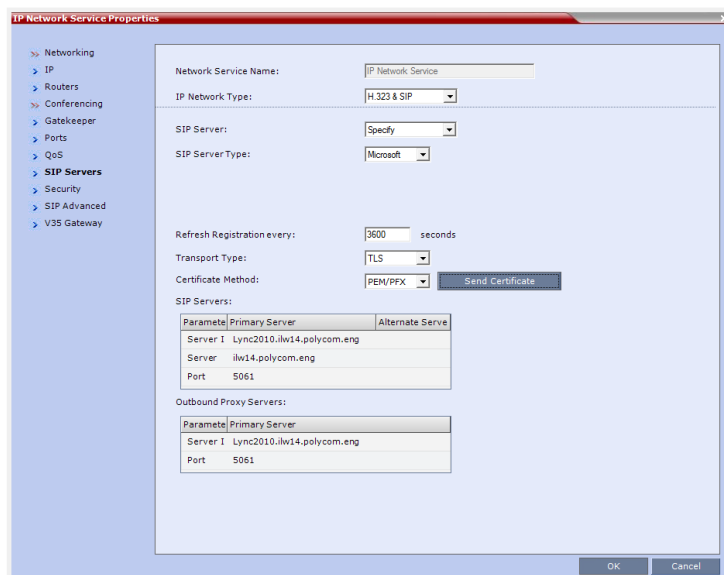 IP Network Service Properties
Networking
IP
Routers
Conferencing
Gatekeeper
Ports
QoS
SIP Servers
Security
SIP Advanced
V35 Gateway
Network Service Name: IP Network Service
IP Network Type: H.323 & SIP
SIP Server: Specify
SIP Server Type: Microsoft
Refresh Registration every: 3600 seconds
Transport Type: TLS
Certificate Method: PEM/PFX Send Certificate
SIP Servers:
Paramete Primary Server Alternate Serve
Server I Lync2010.ilw14.polycom.eng
Server ilw14.polycom.eng
Port 5061
Outbound Proxy Servers:
Paramete Primary Server
Server I Lync2010.ilw14.polycom.eng
Port 5061
OK Cancel